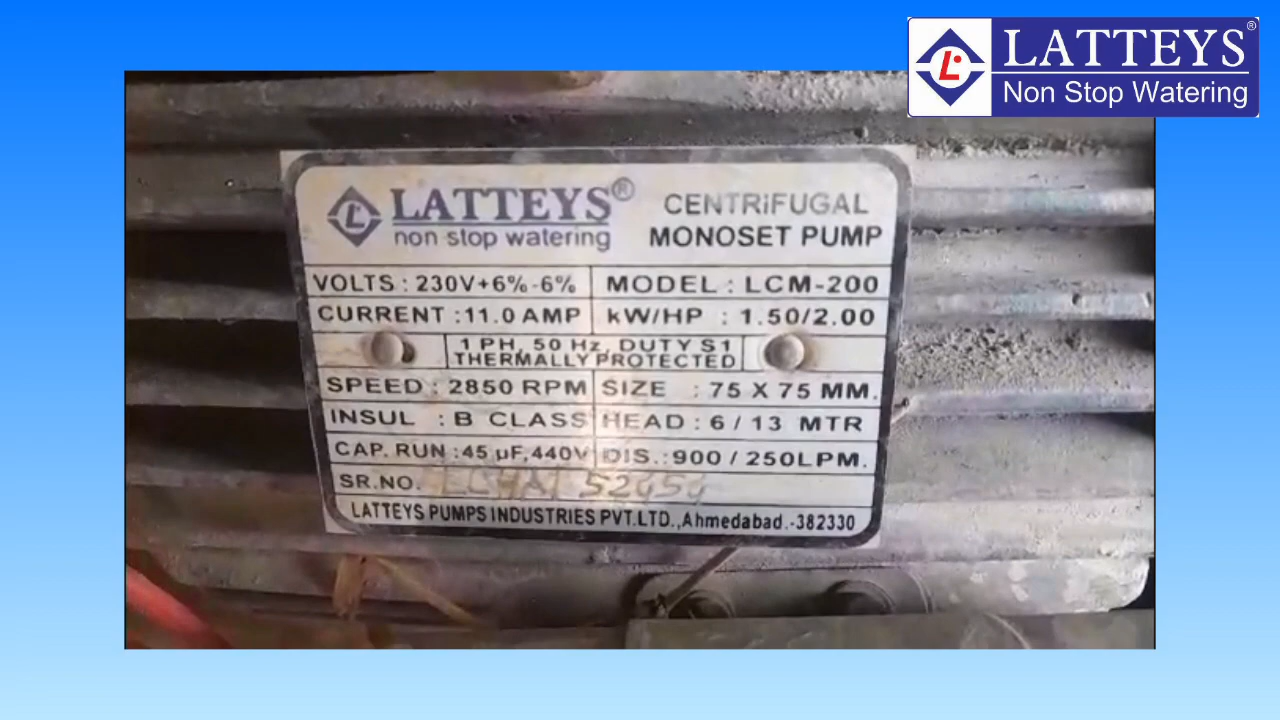 LATTEYS®
Non Stop Watering
LATTEYS®
non stop watering
CENTRiFUGAL
MONOSET PUMP
VOLTS : 230V+6%-6%
MODEL : LCM-200
CURRENT : 11.0 AMP
kW/HP : 1.50/2.00
1 PH, 50 Hz, DUTY S1
THERMALLY PROTECTED
SPEED : 2850 RPM
SIZE : 75 X 75 MM.
INSUL : B CLASS
HEAD : 6 / 13 MTR
CAP. RUN : 45 µF, 440V
DIS.: 900 / 250LPM.
SR.NO.
LATTEYS PUMPS INDUSTRIES PVT.LTD.,Ahmedabad.-382330